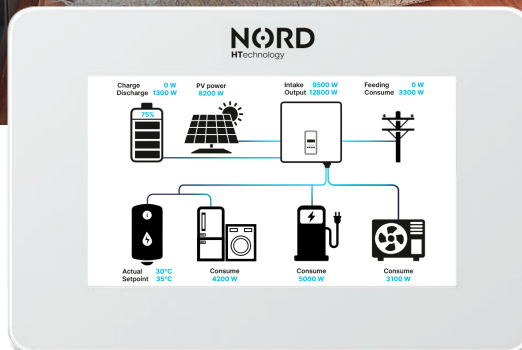 NORD
HTechnology
Charge 0 W
Discharge 1300 W
75%
PV power
8200 W
Intake 9500 W
Output 12800 W
Feeding 0 W
Consume 3300 W
Actual 30°C
Setpoint 35°C
Consume
4200 W
Consume
5000 W
Consume
3100 W